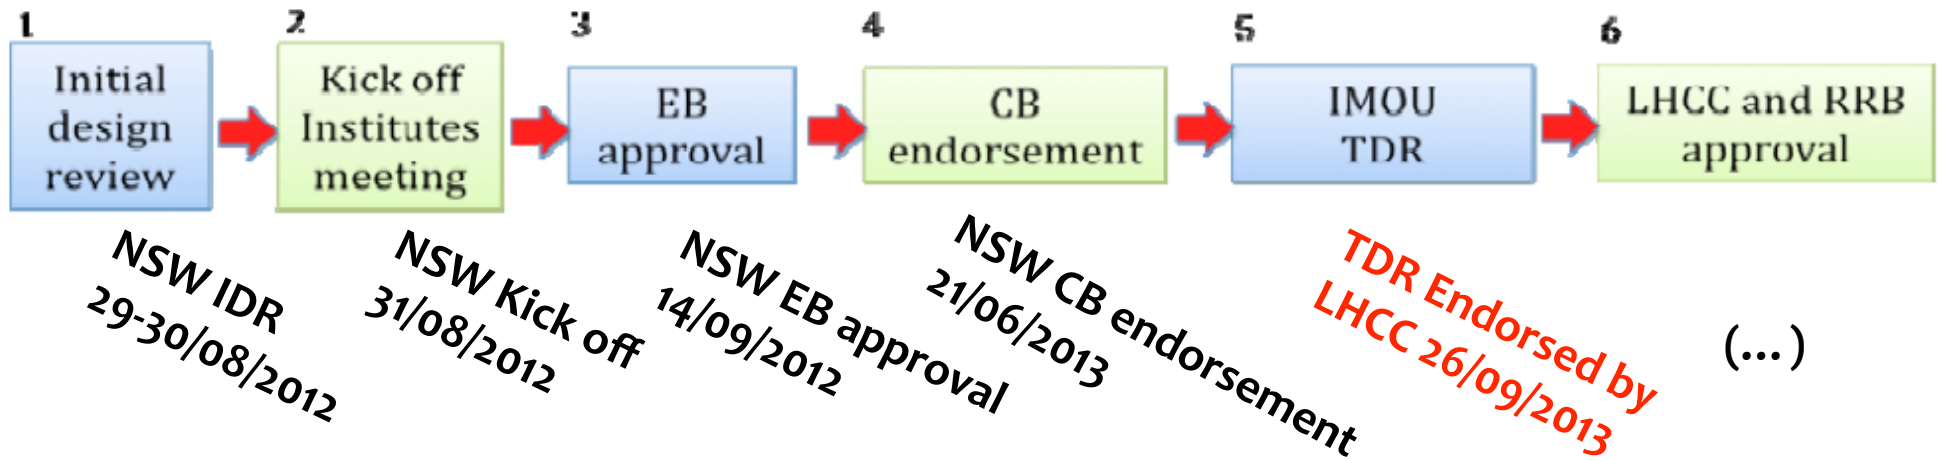 1
Initial
design
review
2
Kick off
Institutes
meeting
3
EB
approval
4
CB
endorsement
5
IMOU
TDR
6
LHCC and RRB
approval
NSW IDR
29-30/08/2012
NSW Kick off
31/08/2012
NSW EB approval
14/09/2012
NSW CB endorsement
21/06/2013
TDR Endorsed by
LHCC 26/09/2013
(...)